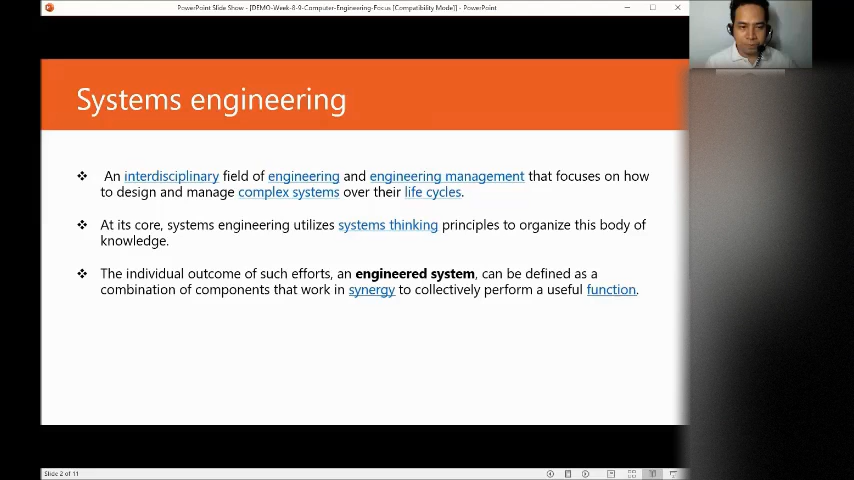 PowerPoint Slide Show - [DEMO-Week-8-9-Computer-Engineering-Focus [Compatibility Mode]] - PowerPoint
Systems engineering
❖ An interdisciplinary field of engineering and engineering management that focuses on how
to design and manage complex systems over their life cycles.
❖ At its core, systems engineering utilizes systems thinking principles to organize this body of
knowledge.
❖ The individual outcome of such efforts, an engineered system, can be defined as a
combination of components that work in synergy to collectively perform a useful function.
Slide 2 of 11